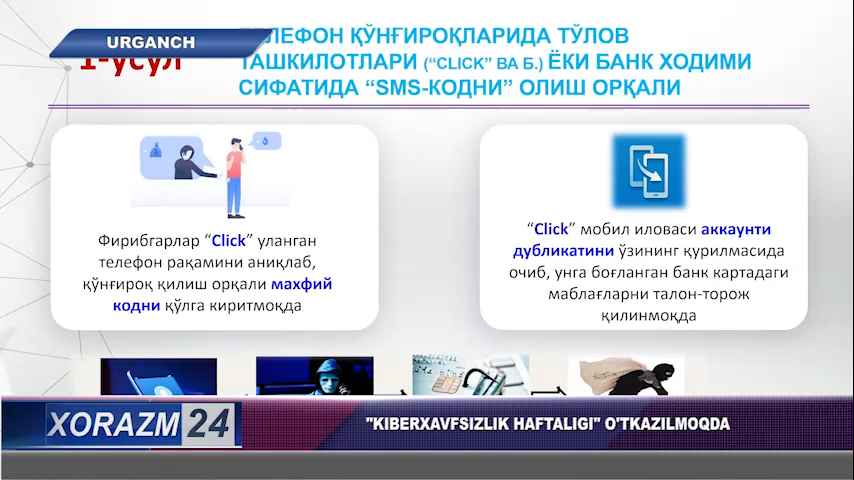 URGANCH
1-усул
ТЕЛЕФОН ҚЎНҒИРОҚЛАРИДА ТЎЛОВ
ТАШКИЛОТЛАРИ (“CLICK” ВА Б.) ЁКИ БАНК ХОДИМИ
СИФАТИДА “SMS-КОДНИ” ОЛИШ ОРҚАЛИ
Фирибгарлар “Click” уланган
телефон рақамини аниқлаб,
қўнғироқ қилиш орқали махфий
кодни қўлга киритмоқда
“Click” мобил иловаси аккаунти
дубликатини ўзининг қурилмасида
очиб, унга боғланган банк картадаги
маблағларни талон-торож
қилинмоқда
XORAZM 24
"KIBERXAVFSIZLIK HAFTALIGI" O'TKAZILMOQDA